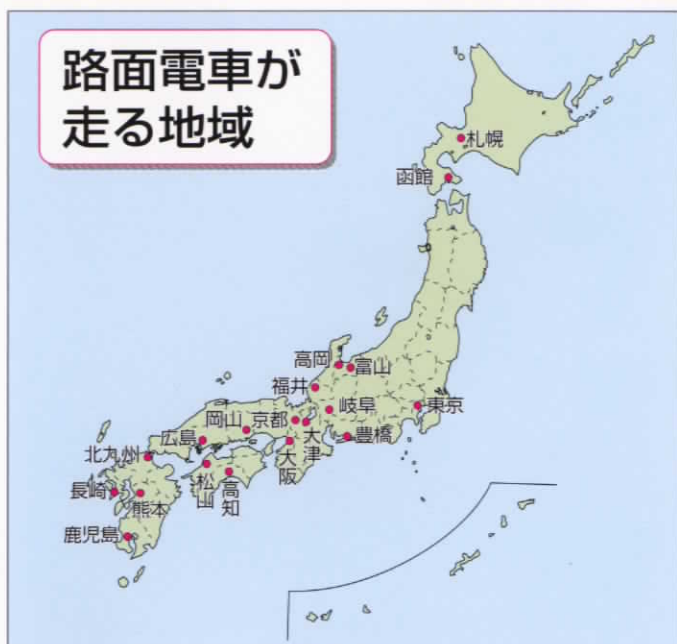 路面電車が
走る地域
札幌
函館
高岡
富山
福井
岐阜
東京
岡山
京都
大津
豊橋
広島
大阪
北九州
松山
高知
長崎
熊本
鹿児島